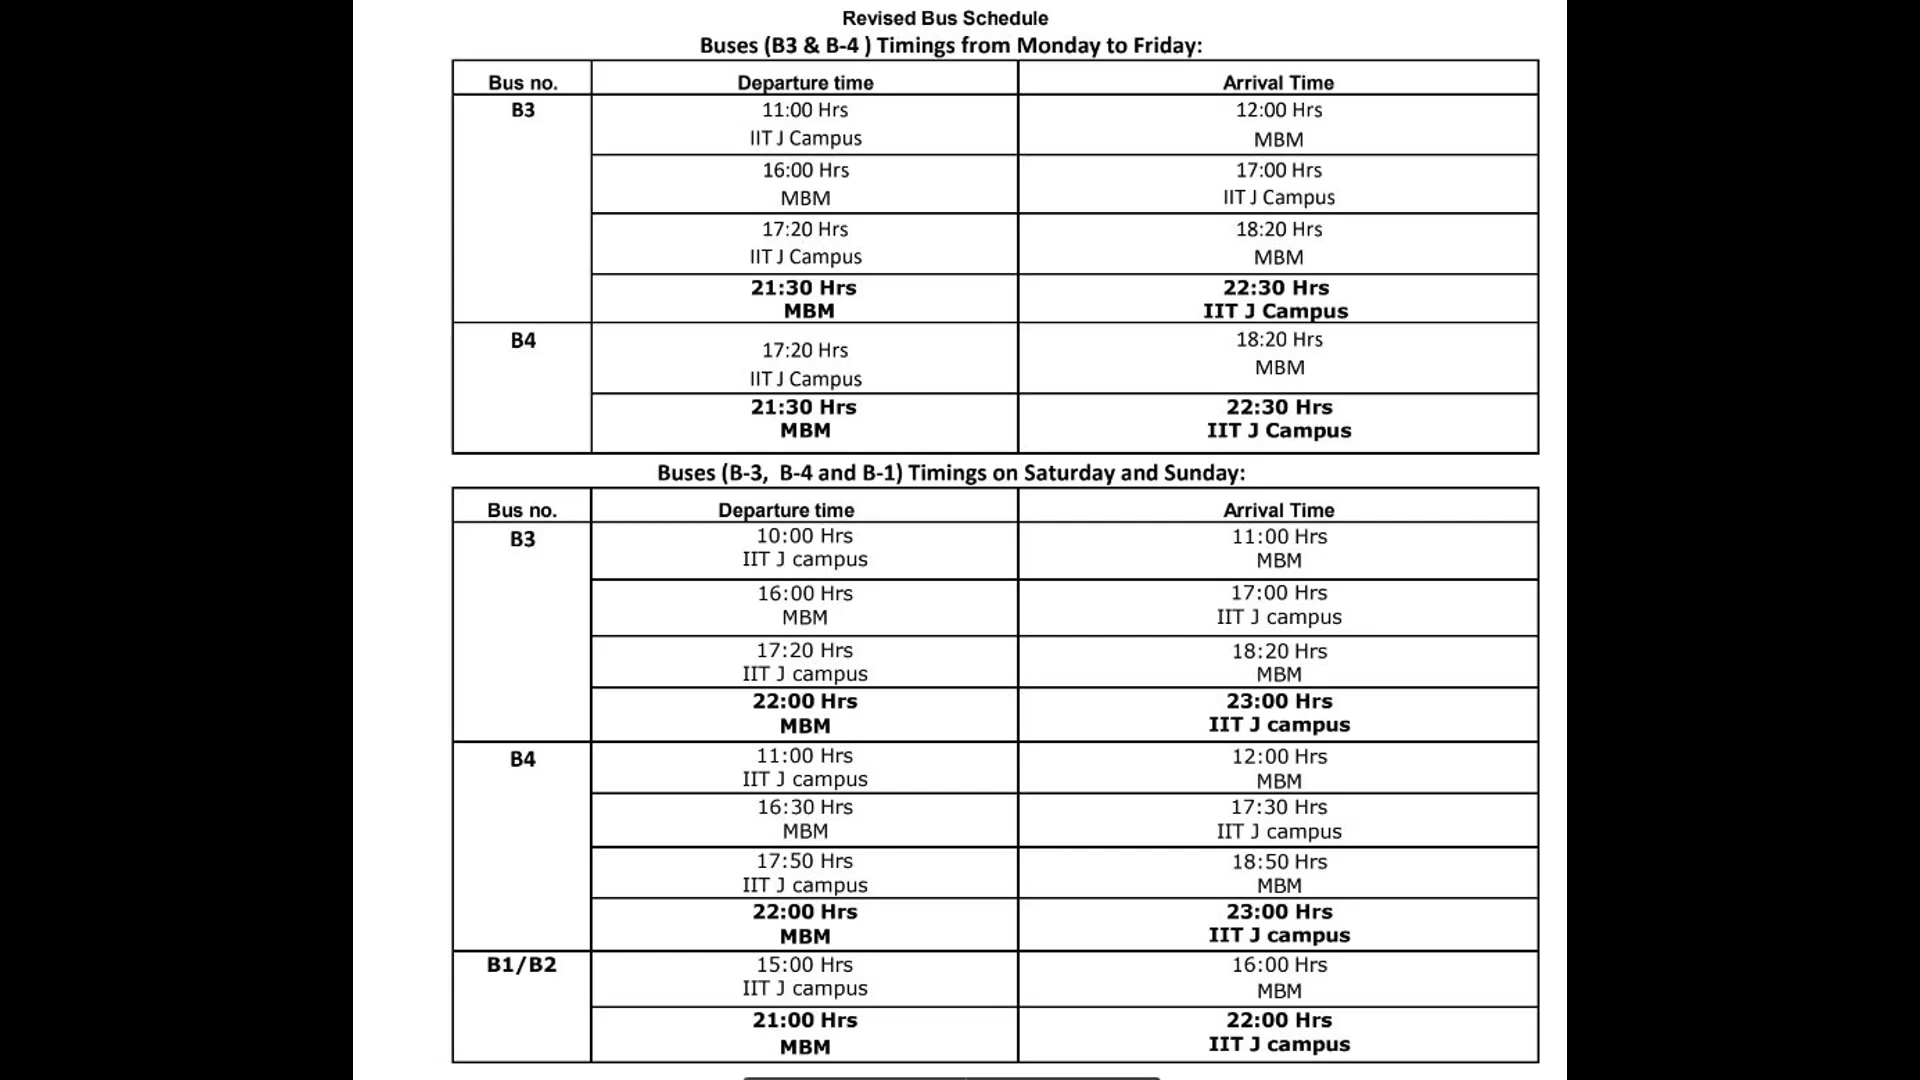 Revised Bus Schedule
Buses (B3 & B-4 ) Timings from Monday to Friday:
Bus no. Departure time Arrival Time
B3 11:00 Hrs 12:00 Hrs
IIT J Campus MBM
16:00 Hrs 17:00 Hrs
MBM IIT J Campus
17:20 Hrs 18:20 Hrs
IIT J Campus MBM
21:30 Hrs 22:30 Hrs
MBM IIT J Campus
B4 17:20 Hrs 18:20 Hrs
IIT J Campus MBM
21:30 Hrs 22:30 Hrs
MBM IIT J Campus
Buses (B-3, B-4 and B-1) Timings on Saturday and Sunday:
Bus no. Departure time Arrival Time
B3 10:00 Hrs 11:00 Hrs
IIT J campus MBM
16:00 Hrs 17:00 Hrs
MBM IIT J campus
17:20 Hrs 18:20 Hrs
IIT J campus MBM
22:00 Hrs 23:00 Hrs
MBM IIT J campus
B4 11:00 Hrs 12:00 Hrs
IIT J campus MBM
16:30 Hrs 17:30 Hrs
MBM IIT J campus
17:50 Hrs 18:50 Hrs
IIT J campus MBM
22:00 Hrs 23:00 Hrs
MBM IIT J campus
B1/B2 15:00 Hrs 16:00 Hrs
IIT J campus MBM
21:00 Hrs 22:00 Hrs
MBM IIT J campus